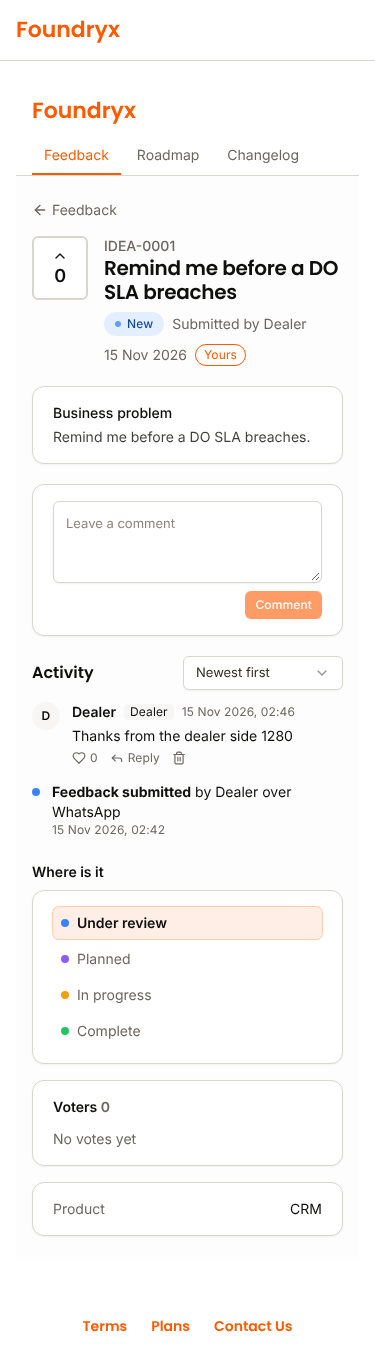 Foundryx
Foundryx
Feedback Roadmap Changelog
← Feedback
0
IDEA-0001
Remind me before a DO
SLA breaches
New Submitted by Dealer
15 Nov 2026 Yours
Business problem
Remind me before a DO SLA breaches.
Leave a comment
Comment
Activity
Newest first
D
Dealer Dealer 15 Nov 2026, 02:46
Thanks from the dealer side 1280
0 Reply
Feedback submitted by Dealer over
WhatsApp
15 Nov 2026, 02:42
Where is it
Under review
Planned
In progress
Complete
Voters 0
No votes yet
Product CRM
Terms Plans Contact Us